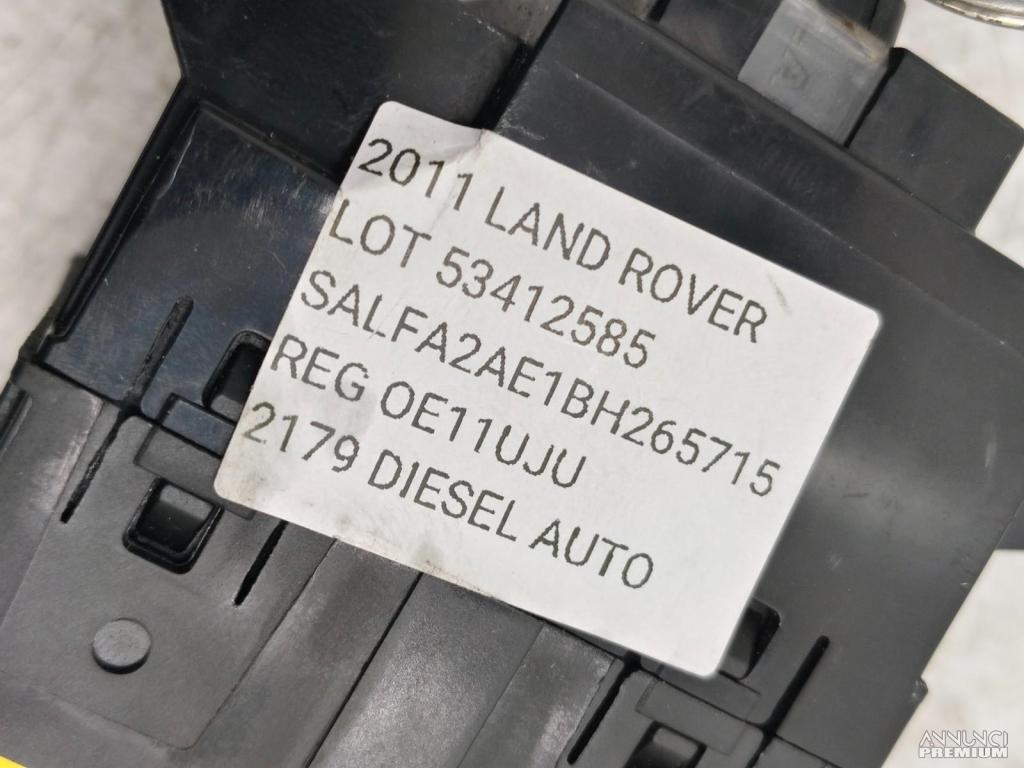 2011 LAND ROVER
LOT 53412585
SALFA2AE1BH265715
REG OE11UJU
2179 DIESEL AUTO
ANNUNCI
PREMIUM